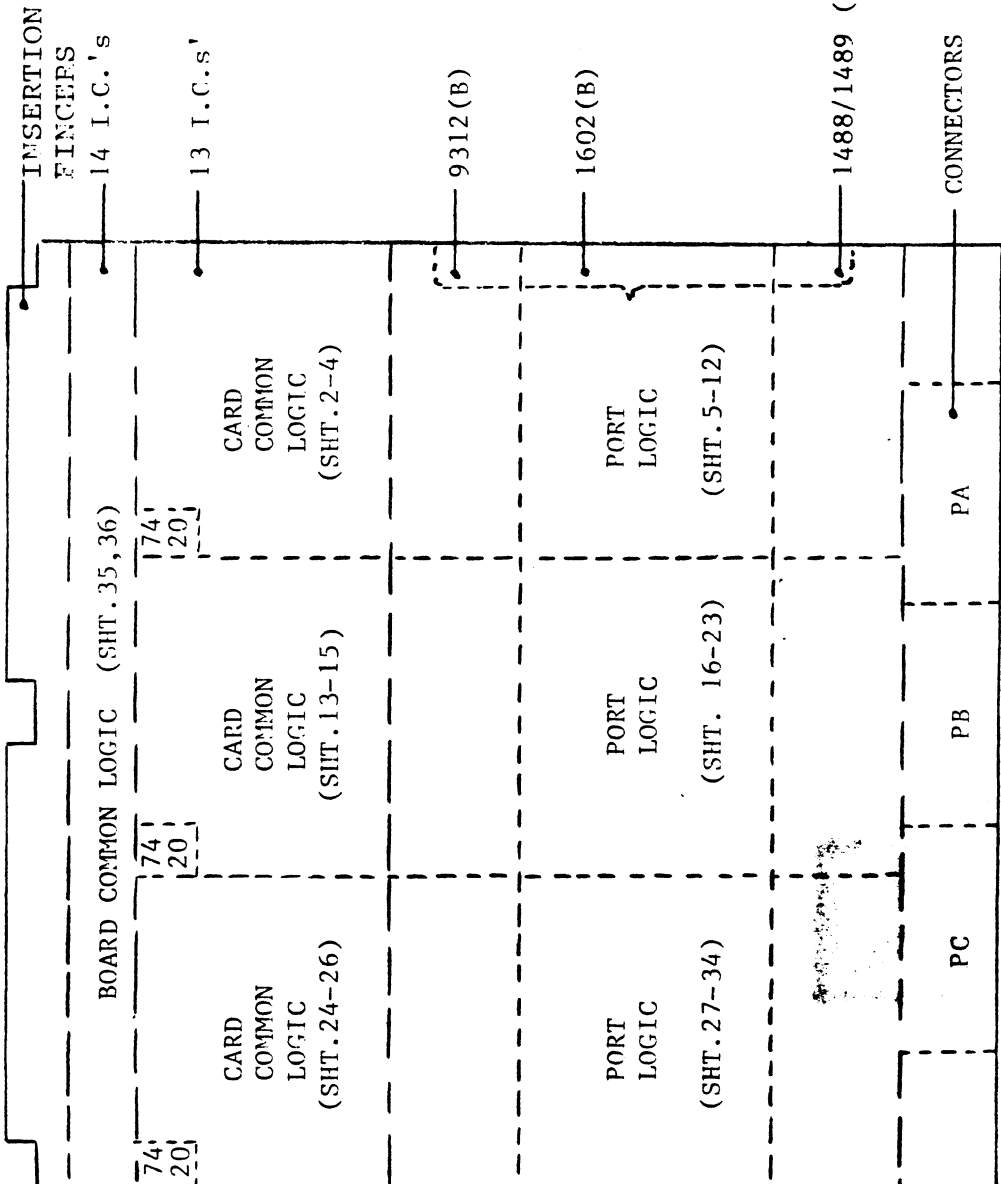 INSERTION
FINGERS
14 I.C.'s
BOARD COMMON LOGIC (SHT.35,36)
13 I.C.s'
74
20
74
20
74
20
CARD
COMMON
LOGIC
(SHT.24-26)
CARD
COMMON
LOGIC
(SHT.13-15)
CARD
COMMON
LOGIC
(SHT.2-4)
9312(B)
1602(B)
PORT
LOGIC
(SHT.27-34)
PORT
LOGIC
(SHT. 16-23)
PORT
LOGIC
(SHT.5-12)
1488/1489 (
PC
PB
PA
CONNECTORS